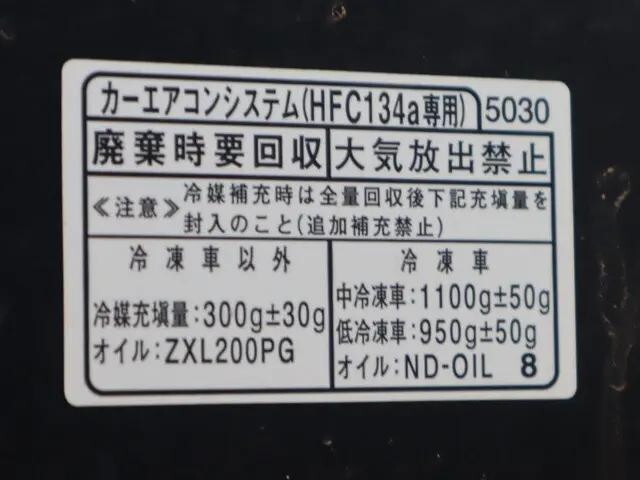 カーエアコンシステム(HFC134a専用) 5030
廃棄時要回収 大気放出禁止
≪注意≫ 冷媒補充時は全量回収後下記充填量を
封入のこと(追加補充禁止)
冷凍車以外
冷媒充填量:300g±30g
オイル:ZXL200PG
冷凍車
中冷凍車:1100g±50g
低冷凍車:950g±50g
オイル:ND-OIL 8